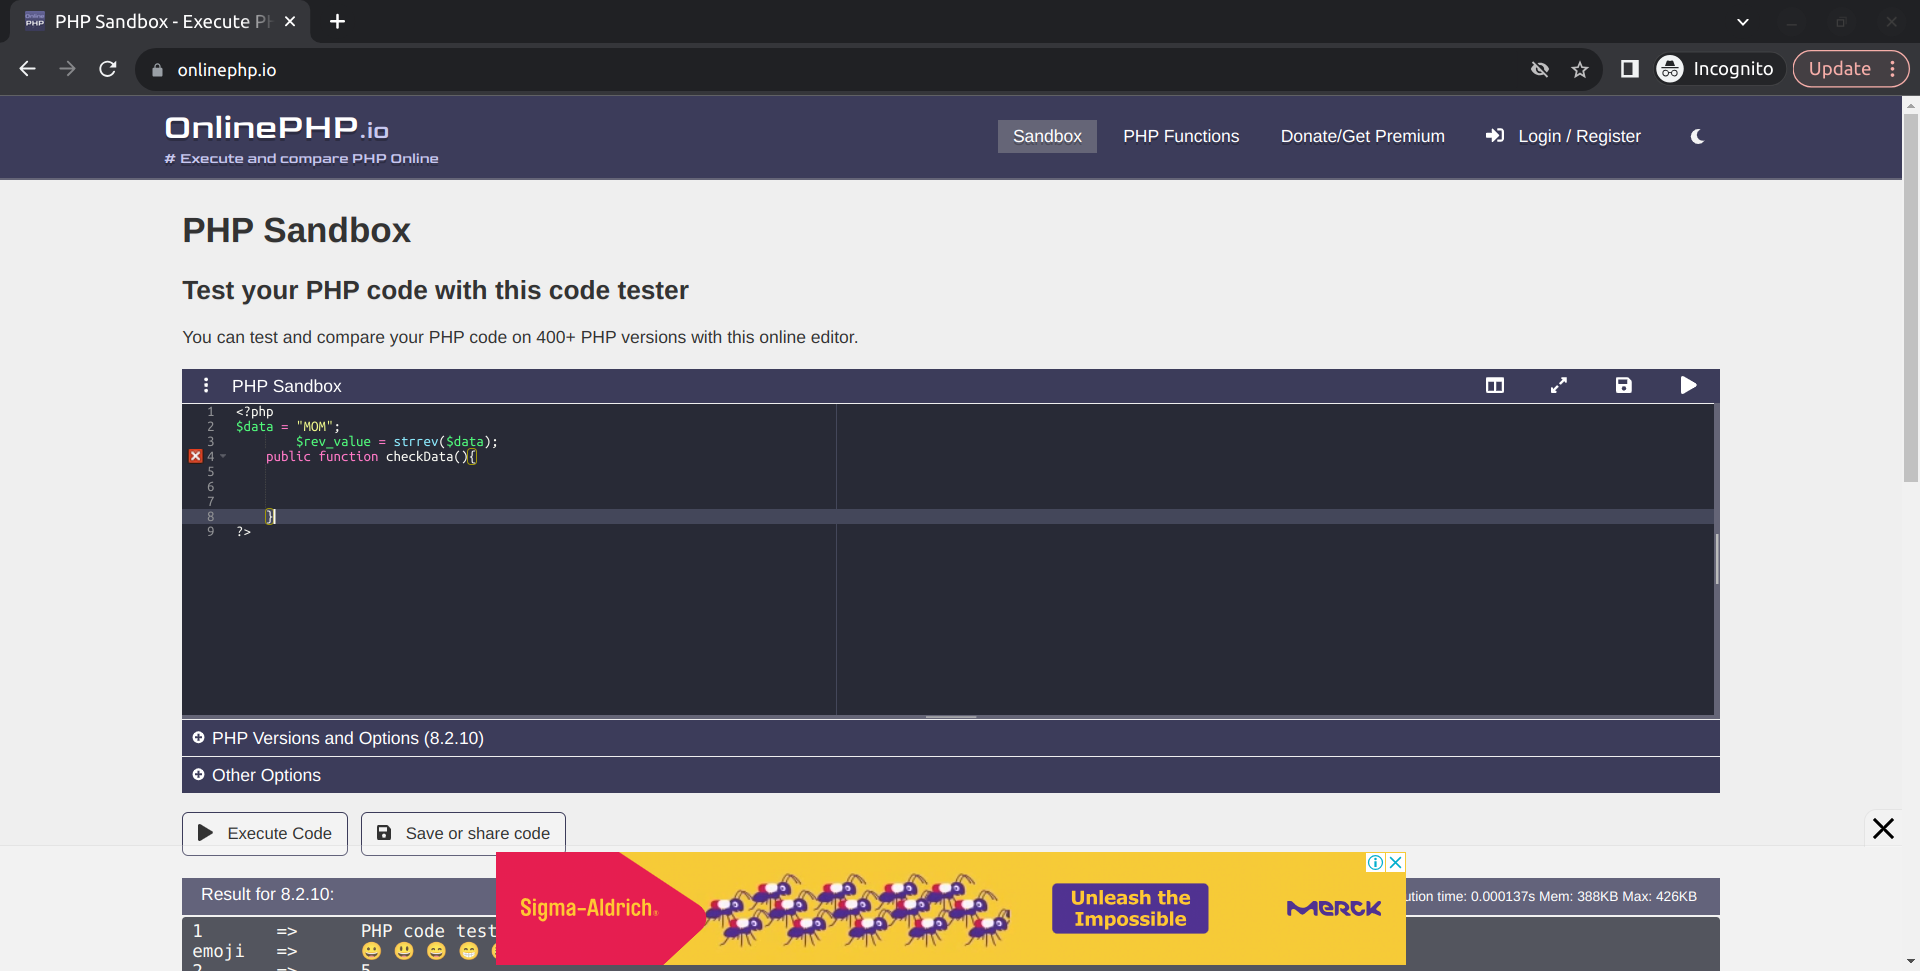 PHP Sandbox - Execute PH
onlinephp.io
Incognito
Update
OnlinePHP.io
# Execute and compare PHP Online
Sandbox
PHP Functions
Donate/Get Premium
Login / Register
PHP Sandbox
Test your PHP code with this code tester
You can test and compare your PHP code on 400+ PHP versions with this online editor.
PHP Sandbox
1 <?php
2 $data = "MOM";
3 $rev_value = strrev($data);
4 public function checkData(){
5
6
7
8 }
9 ?>
PHP Versions and Options (8.2.10)
Other Options
Execute Code
Save or share code
Result for 8.2.10:
ution time: 0.000137s Mem: 388KB Max: 426KB
1 => PHP code test
emoji => 😀 😃 😄 😁
2 => 5
Sigma-Aldrich®
Unleash the
Impossible
MERCK